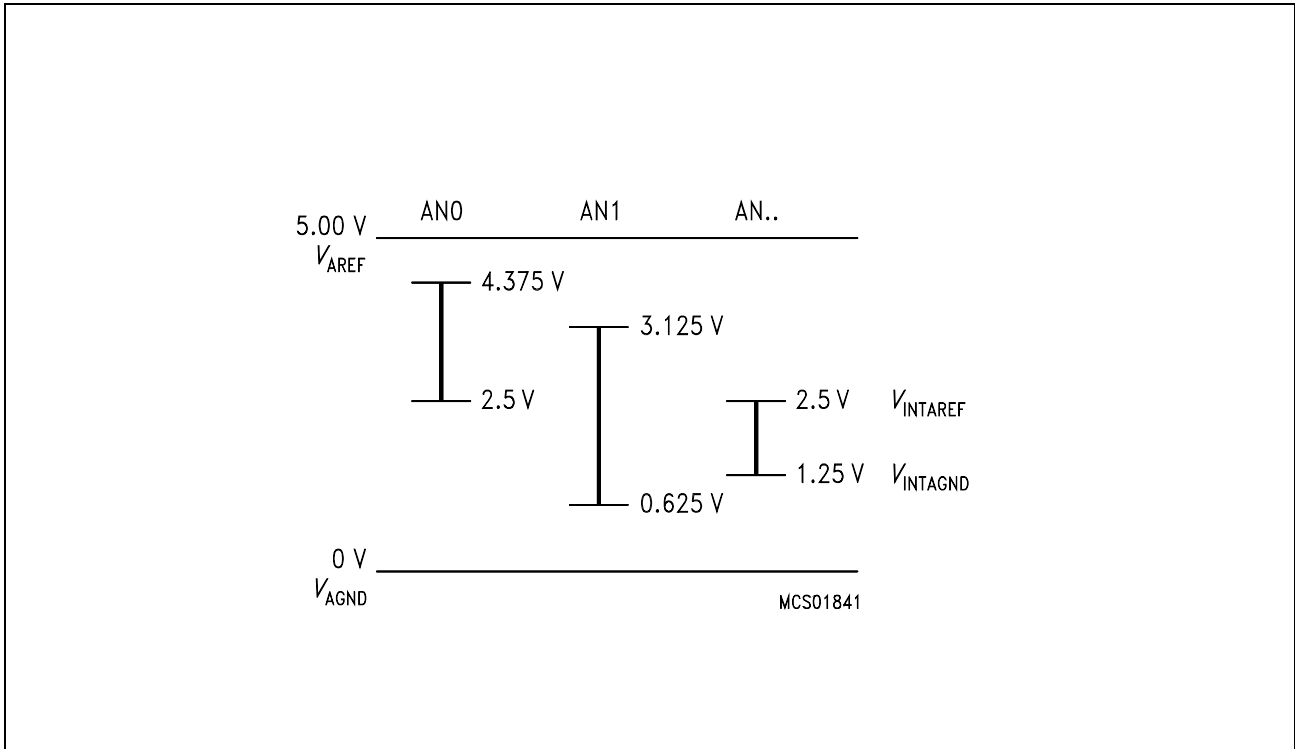 AN0 AN1 AN..
5.00 V
VAREF
4.375 V
3.125 V
2.5 V 2.5 V VINTAREF
1.25 V VINTAGND
0.625 V
0 V
VAGND
MCS01841